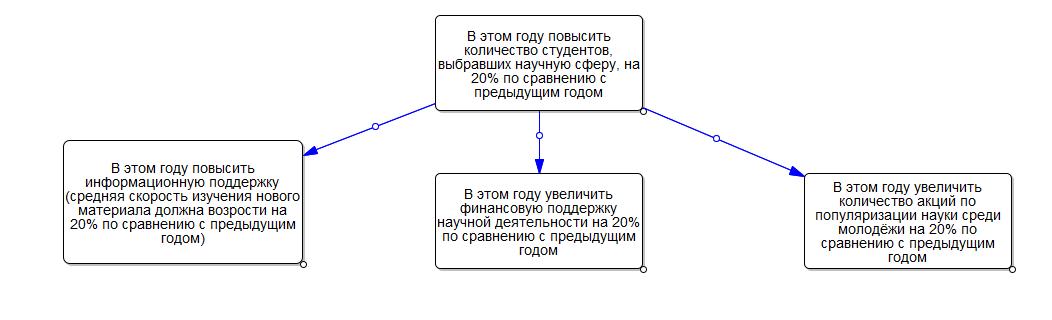 В этом году повысить
количество студентов,
выбравших научную сферу, на
20% по сравнению с
предыдущим годом
В этом году повысить
информационную поддержку
(средняя скорость изучения нового
материала должна возрости на
20% по сравнению с предыдущим
годом)
В этом году увеличить
финансовую поддержку
научной деятельности на 20%
по сравнению с предыдущим
годом
В этом году увеличить
количество акций по
популяризации науки среди
молодёжи на 20% по
сравнению с предыдущим
годом